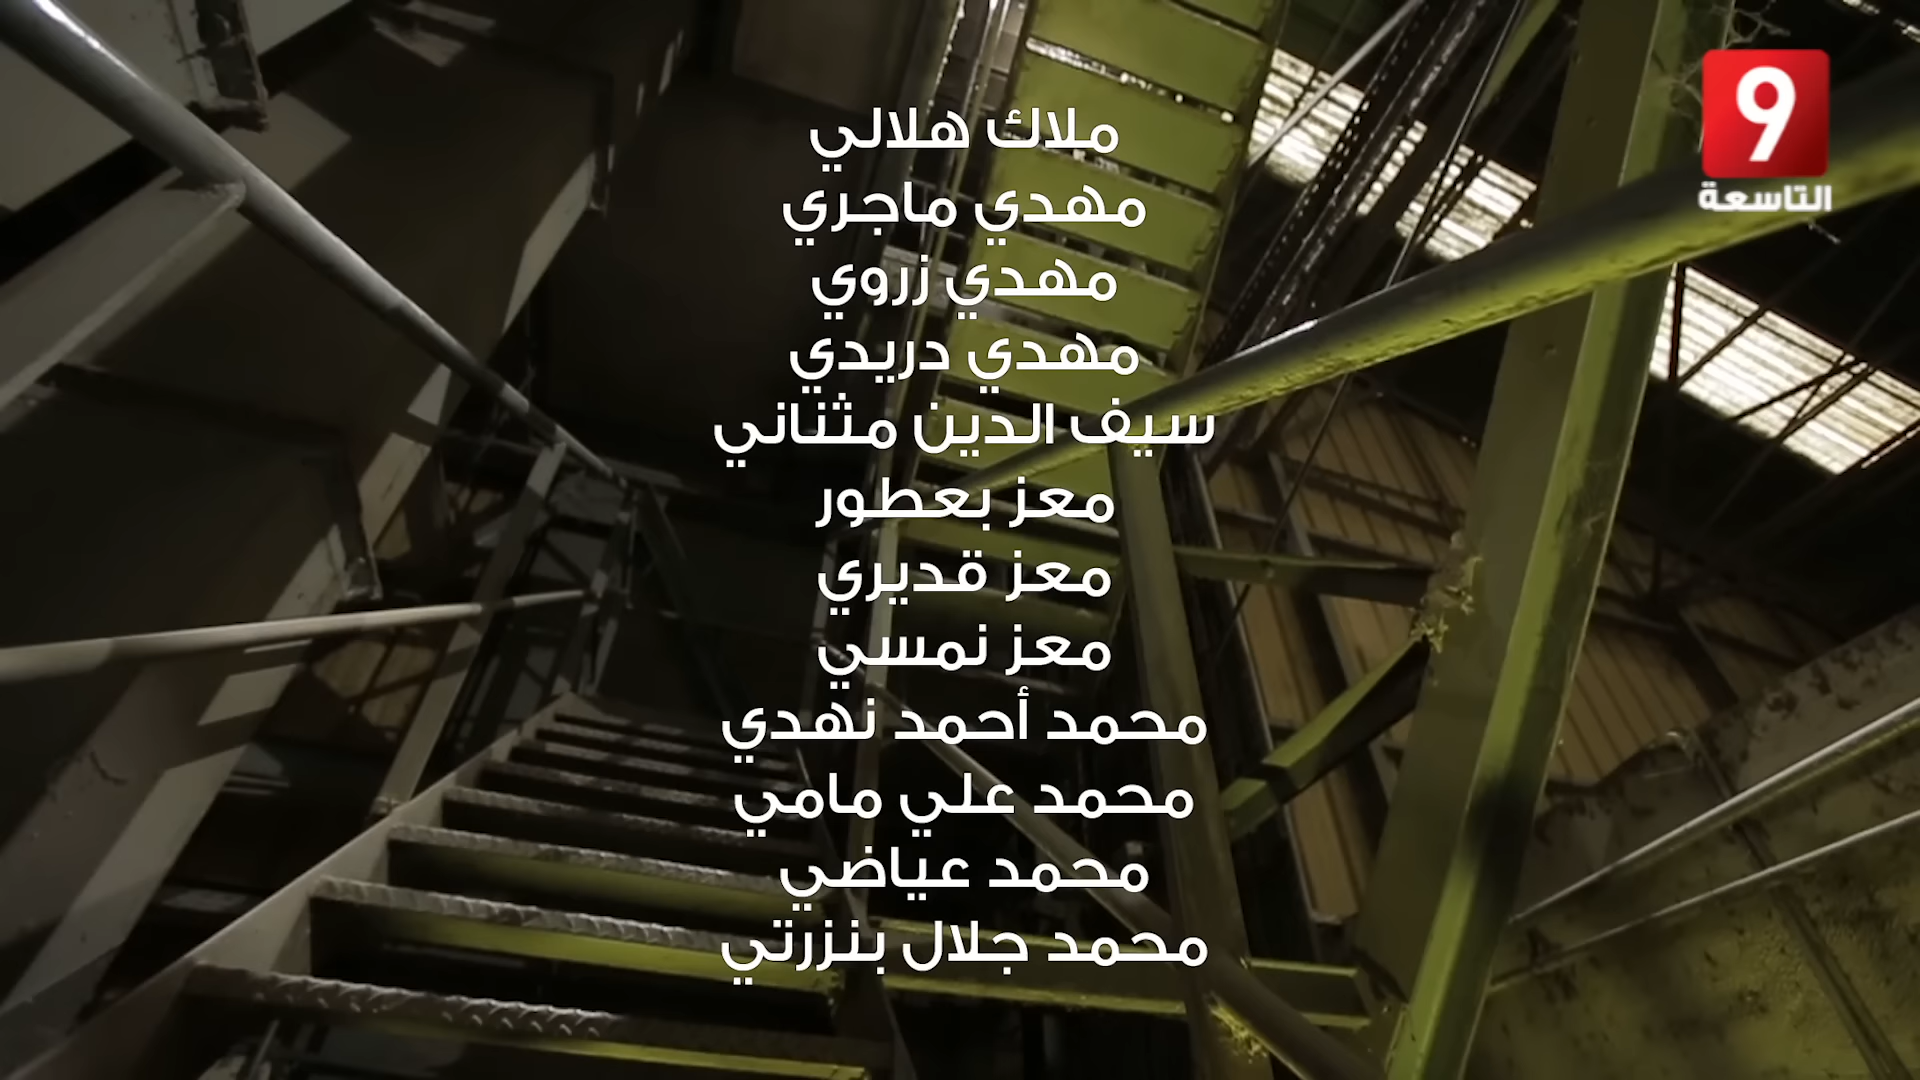 9
التاسعة
ملاك هلالي
مهدي ماجري
مهدي زروي
مهدي دريدي
سيف الدين مثناني
معز بعطور
معز قديري
معز نمسي
محمد أحمد نهدي
محمد علي مامي
محمد عياضي
محمد جلال بنزرتي